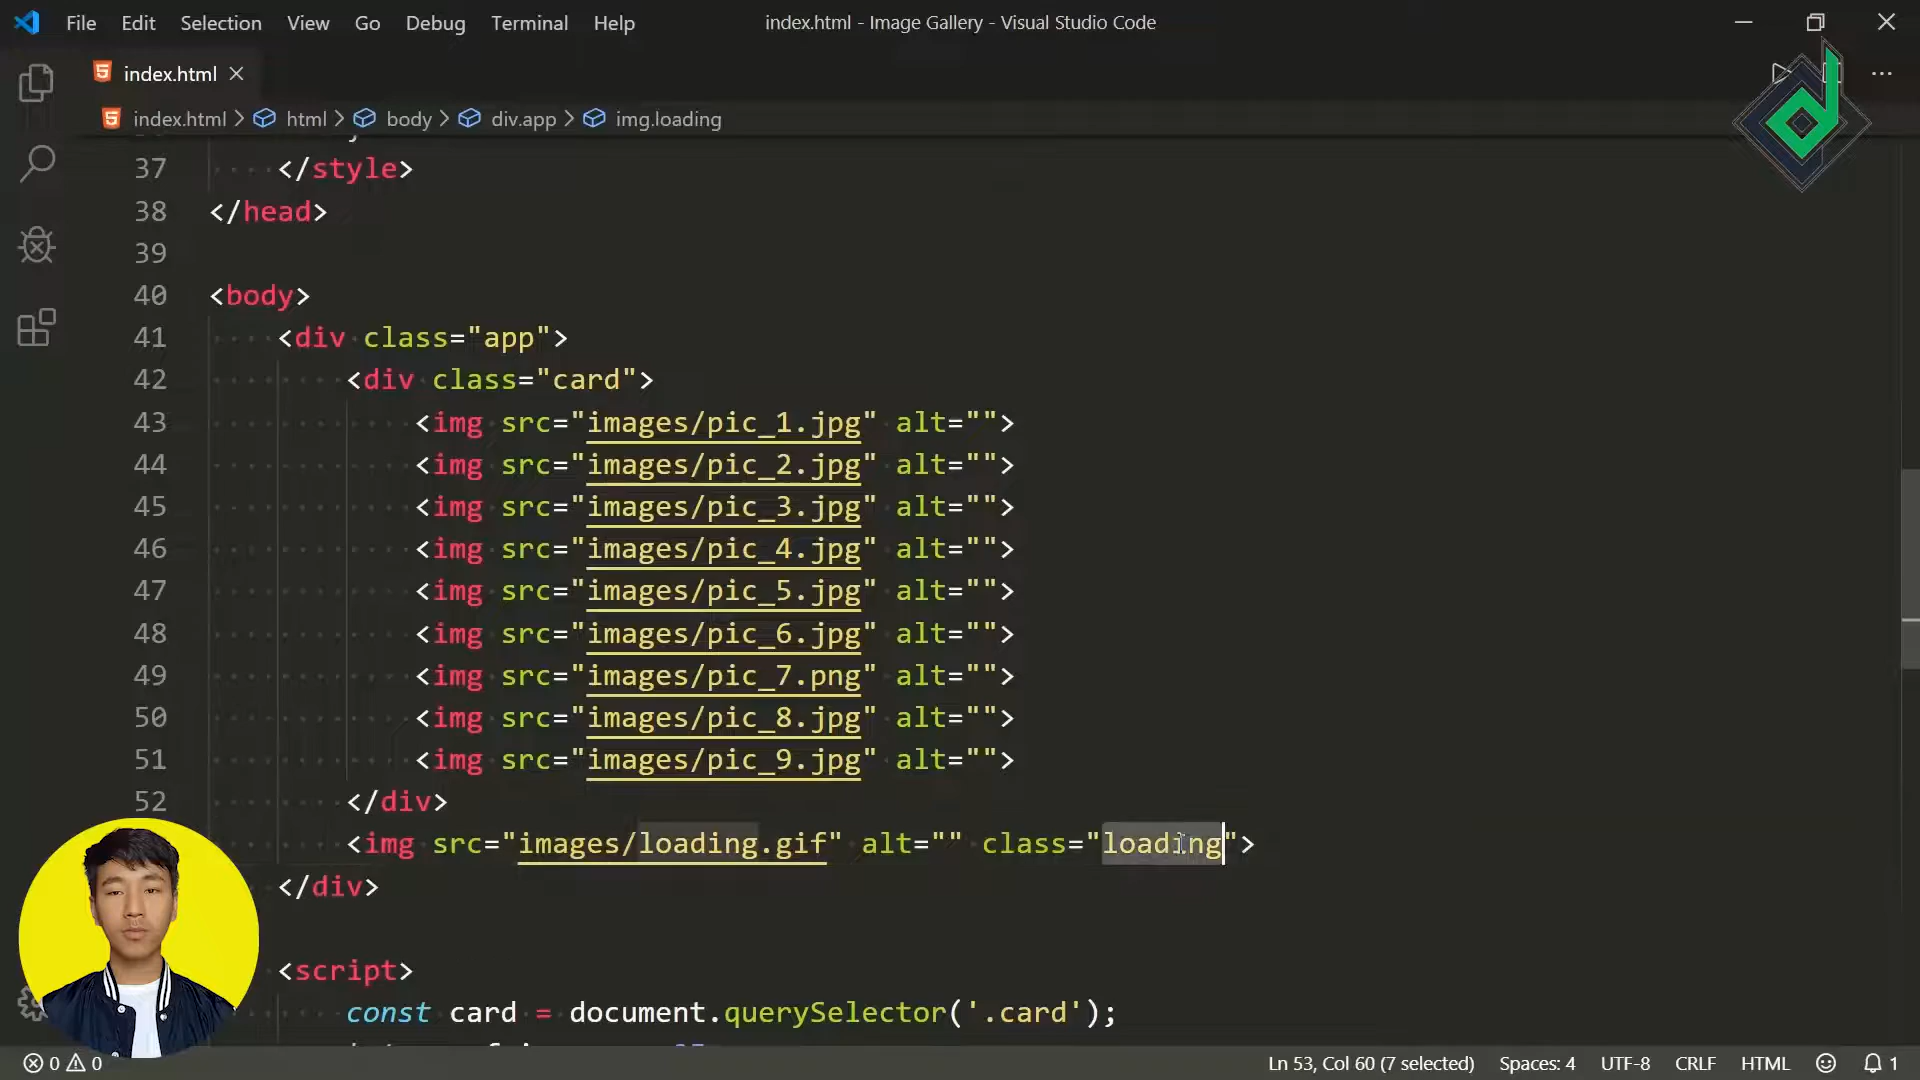 File Edit Selection View Go Debug Terminal Help index.html - Image Gallery - Visual Studio Code
index.html
index.html > html > body > div.app > img.loading
37 </style>
38 </head>
39
40 <body>
41 <div class="app">
42 <div class="card">
43 <img src="images/pic_1.jpg" alt="">
44 <img src="images/pic_2.jpg" alt="">
45 <img src="images/pic_3.jpg" alt="">
46 <img src="images/pic_4.jpg" alt="">
47 <img src="images/pic_5.jpg" alt="">
48 <img src="images/pic_6.jpg" alt="">
49 <img src="images/pic_7.png" alt="">
50 <img src="images/pic_8.jpg" alt="">
51 <img src="images/pic_9.jpg" alt="">
52 </div>
<img src="images/loading.gif" alt="" class="loading">
</div>
<script>
const card = document.querySelector('.card');
0 0 Ln 53, Col 60 (7 selected) Spaces: 4 UTF-8 CRLF HTML 1